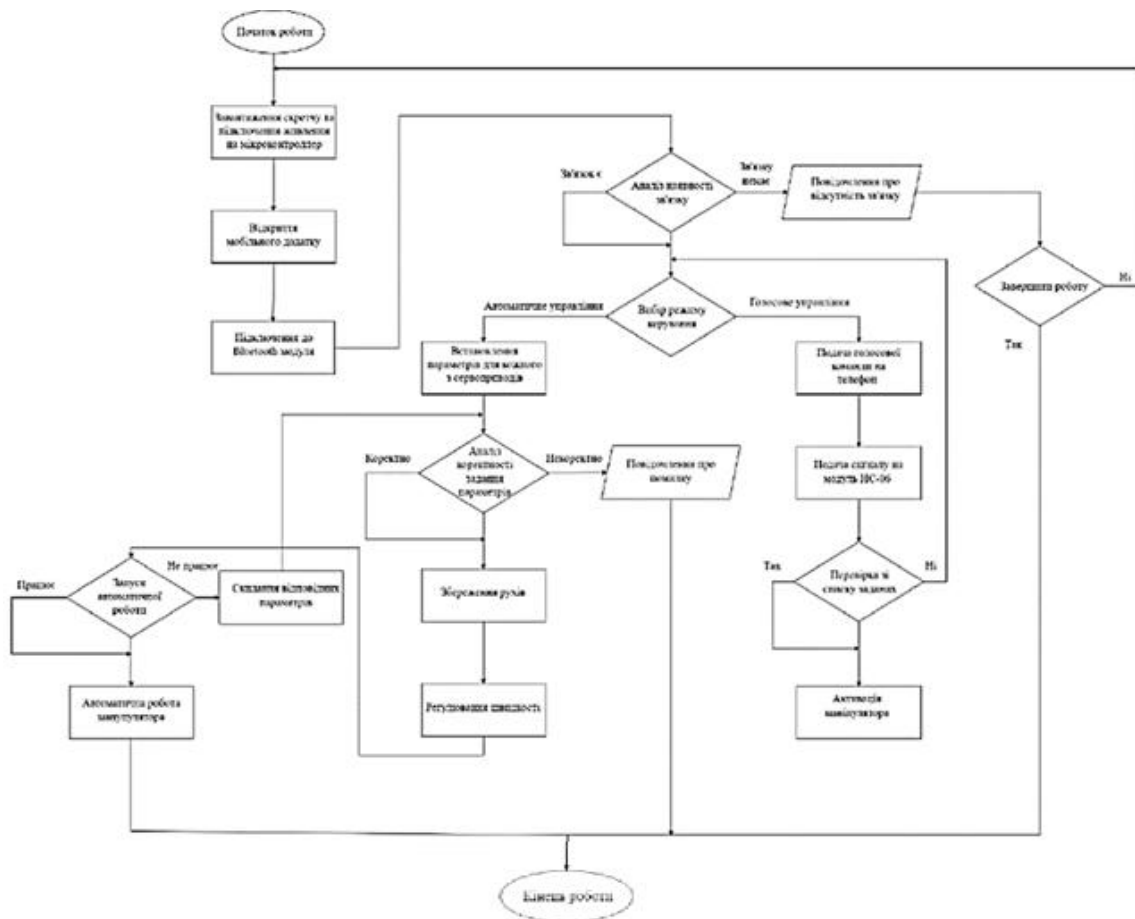 Початок роботи
Завантаження скретчу та
підключення живлення
на мікроконтроллер
Відкриття
мобільного додатку
Підключення до
Bluetooth модуля
Зв'язок є
Аналіз наявності
зв'язку
Зв'язку
немає
Повідомлення про
відсутність зв'язку
Завершити роботу
Ні
Так
Автоматичне управління
Вибір режиму
керування
Голосове управління
Встановлення
параметрів для кожного
з сервоприводів
Подача голосової
команди на
телефон
Коректно
Аналіз
коректності
задання
параметрів
Некоректно
Повідомлення про
помилку
Подача сигналу на
модуль HC-06
Працює
Запуск
автоматичної
роботи
Не працює
Скидання відповідних
параметрів
Збереження рухів
Так
Перевірка зі
списку заданих
Ні
Автоматична робота
маніпулятора
Регулювання швидкості
Активація
маніпулятора
Кінець роботи